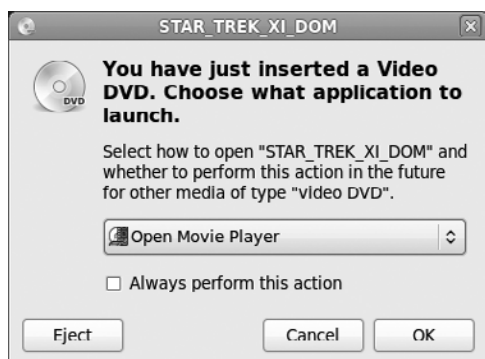 STAR_TREK_XI_DOM
DVD
You have just inserted a Video
DVD. Choose what application to
launch.
Select how to open "STAR_TREK_XI_DOM" and
whether to perform this action in the future
for other media of type "video DVD".
Open Movie Player
Always perform this action
Eject
Cancel
OK